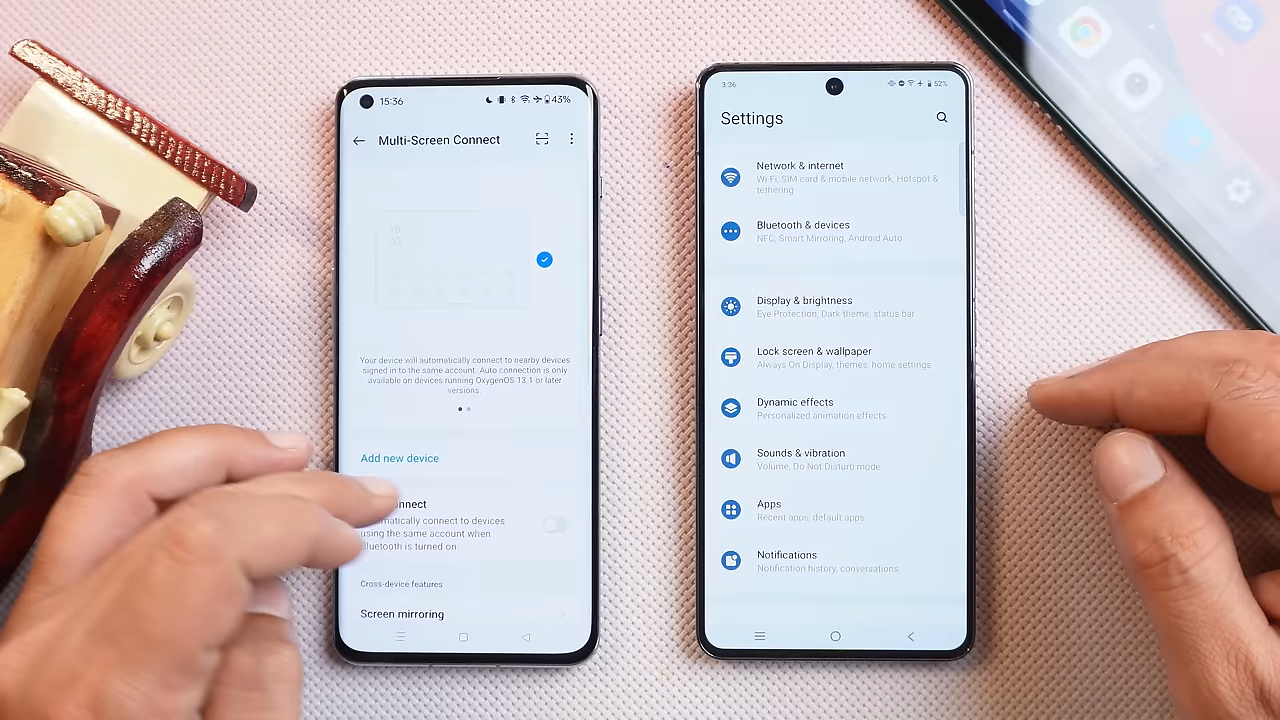 15:36
43%
Multi-Screen Connect
Your device will automatically connect to nearby devices
signed in to the same account. Auto connection is only
available on devices running OxygenOS 13.1 or later
versions.
Add new device
nnect
omatically connect to devices
using the same account when
Bluetooth is turned on.
Cross-device features
Screen mirroring
3:36
52%
Settings
Network & internet
Wi-Fi, SIM card & mobile network, Hotspot &
tethering
Bluetooth & devices
NFC, Smart Mirroring, Android Auto
Display & brightness
Eye Protection, Dark theme, status bar
Lock screen & wallpaper
Always On Display, themes, home settings
Dynamic effects
Personalized animation effects
Sounds & vibration
Volume, Do Not Disturb mode
Apps
Recent apps, default apps
Notifications
Notification history, conversations